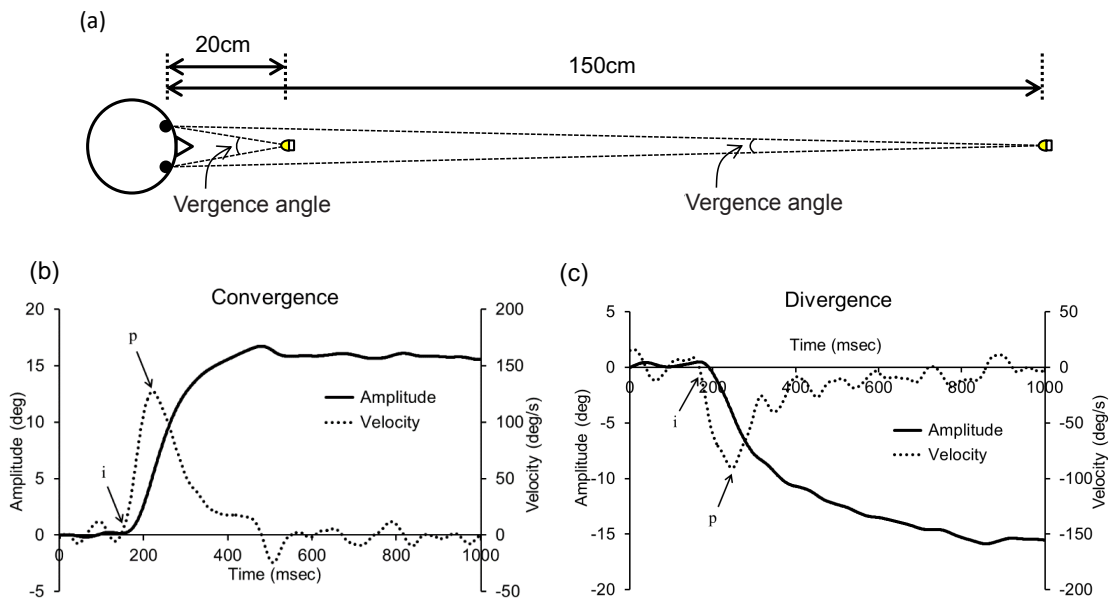 (a)
20cm
150cm
Vergence angle
Vergence angle
(b)
Convergence
20
15
10
5
0
-5
Amplitude (deg)
200
150
100
50
0
-50
Velocity (deg/s)
0
200
400
600
800
1000
Time (msec)
p
i
Amplitude
Velocity
(c)
Divergence
5
0
-5
-10
-15
-20
Amplitude (deg)
50
0
-50
-100
-150
-200
Velocity (deg/s)
Time (msec)
0
200
400
600
800
1000
i
p
Amplitude
Velocity